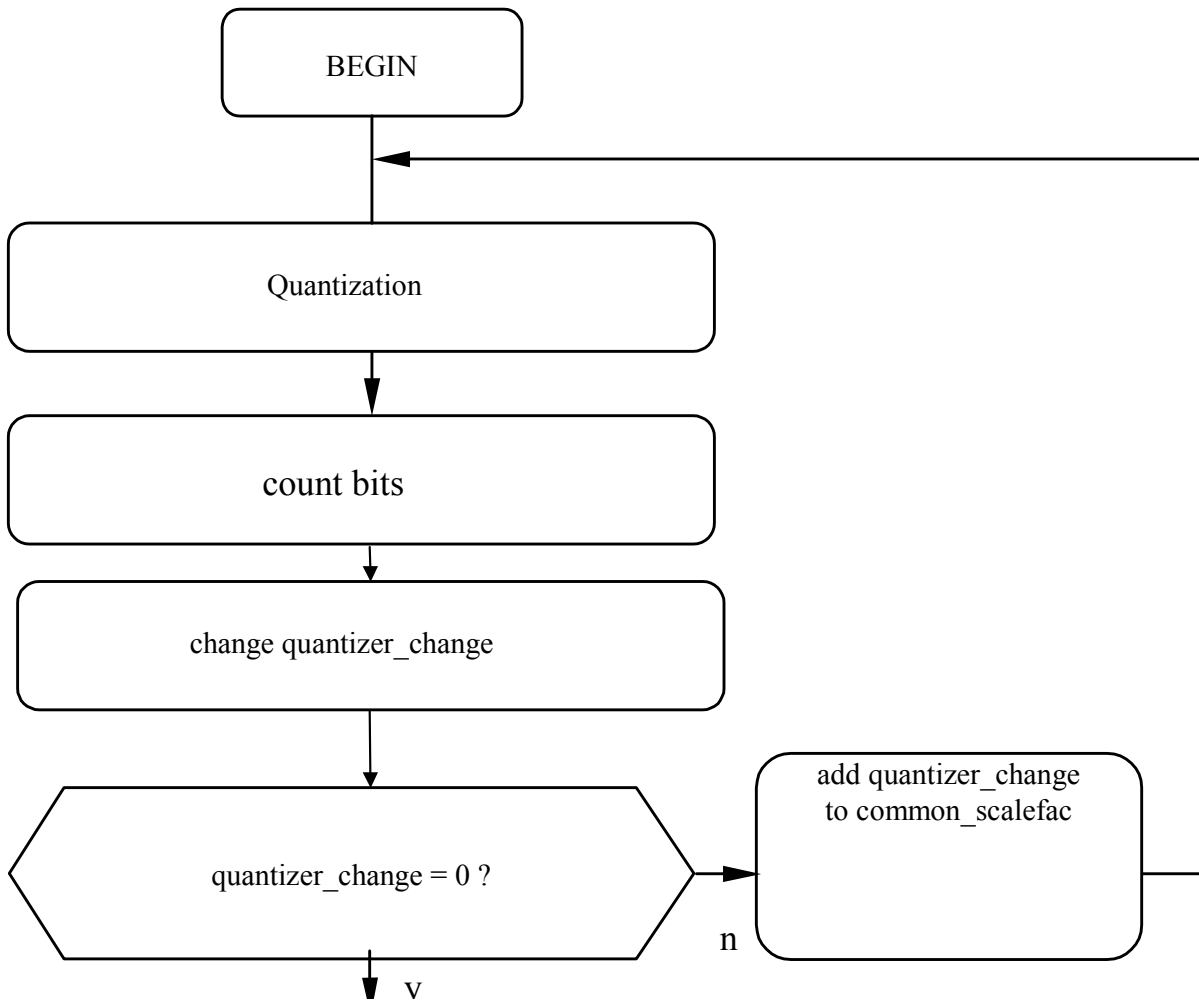 BEGIN
Quantization
count bits
change quantizer_change
add quantizer_change
to common_scalefac
quantizer_change = 0 ?
n